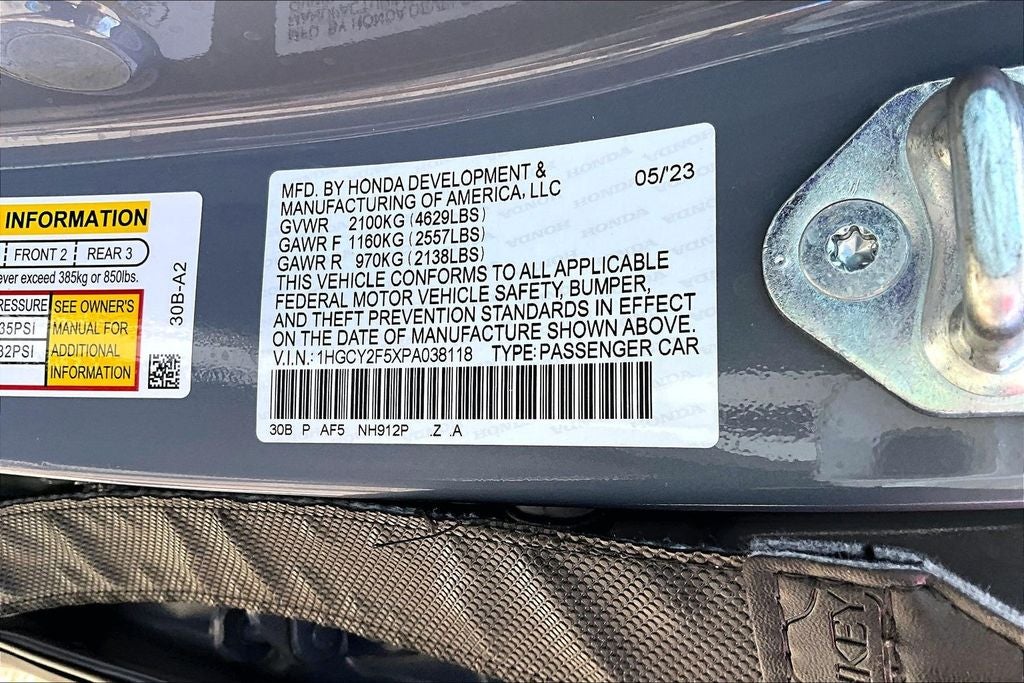 INFORMATION
FRONT 2 REAR 3
ever exceed 385kg or 850lbs.
RESSURE
35PSI
32PSI
SEE OWNER'S
MANUAL FOR
ADDITIONAL
INFORMATION
30B-A2
MFD. BY HONDA DEVELOPMENT & 05/'23
MANUFACTURING OF AMERICA, LLC
GVWR 2100KG (4629LBS)
GAWR F 1160KG (2557LBS)
GAWR R 970KG (2138LBS)
THIS VEHICLE CONFORMS TO ALL APPLICABLE
FEDERAL MOTOR VEHICLE SAFETY, BUMPER,
AND THEFT PREVENTION STANDARDS IN EFFECT
ON THE DATE OF MANUFACTURE SHOWN ABOVE.
V.I.N.: 1HGCY2F5XPA038118 TYPE: PASSENGER CAR
30B P AF5 NH912P .Z .A